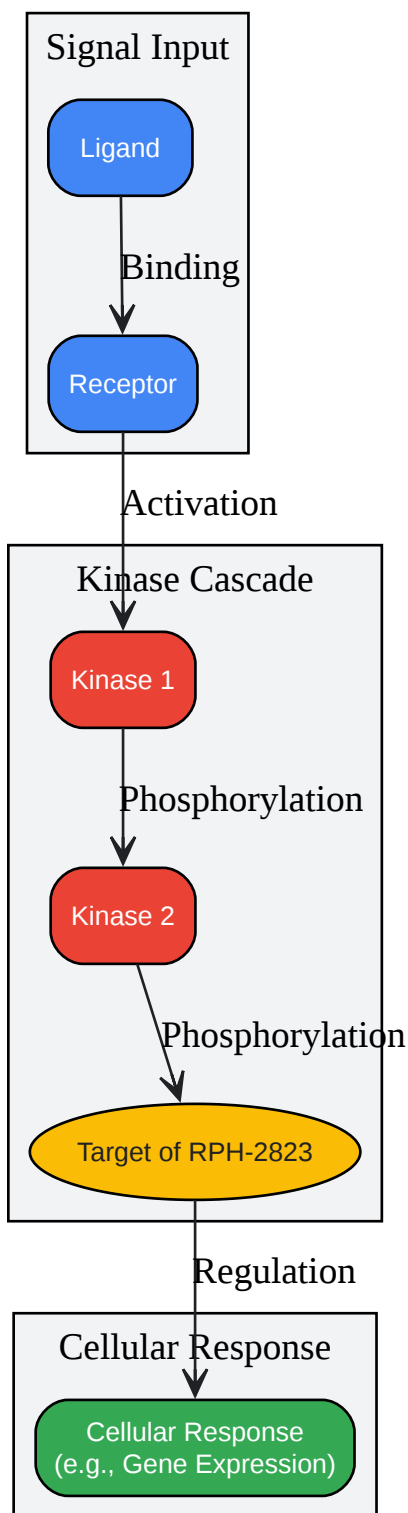 Signal Input
Ligand
Binding
Receptor
Activation
Kinase Cascade
Kinase 1
Phosphorylation
Kinase 2
Phosphorylation
Target of RPH-2823
Regulation
Cellular Response
Cellular Response
(e.g., Gene Expression)